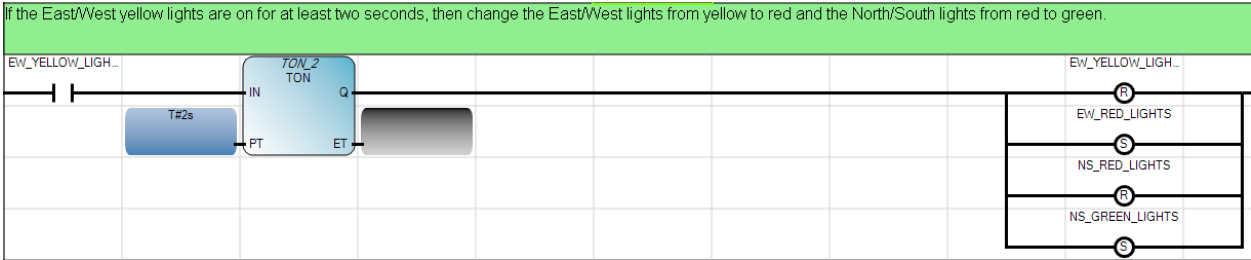 If the East/West yellow lights are on for at least two seconds, then change the East/West lights from yellow to red and the North/South lights from red to green.
EW_YELLOW_LIGH...
TON_2
TON
EW_YELLOW_LIGH...
IN
Q
R
T#2s
EW_RED_LIGHTS
PT
ET
S
NS_RED_LIGHTS
R
NS_GREEN_LIGHTS
S